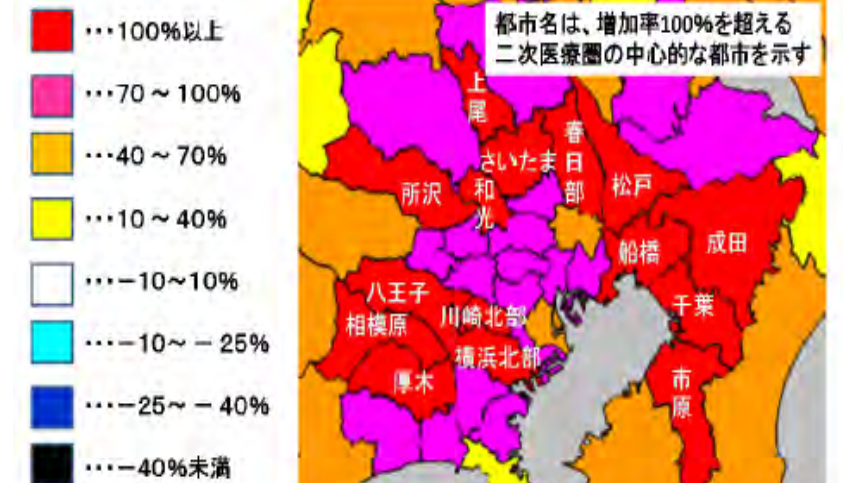 …100%以上
…70～100%
…40～70%
…10～40%
…－10～10%
…－10～－25%
…－25～－40%
…－40%未満
都市名は、増加率100%を超える
二次医療圏の中心的な都市を示す
上尾
さいたま
春日部
和光
所沢
松戸
船橋
成田
八王子
相模原
川崎北部
千葉
横浜北部
厚木
市原